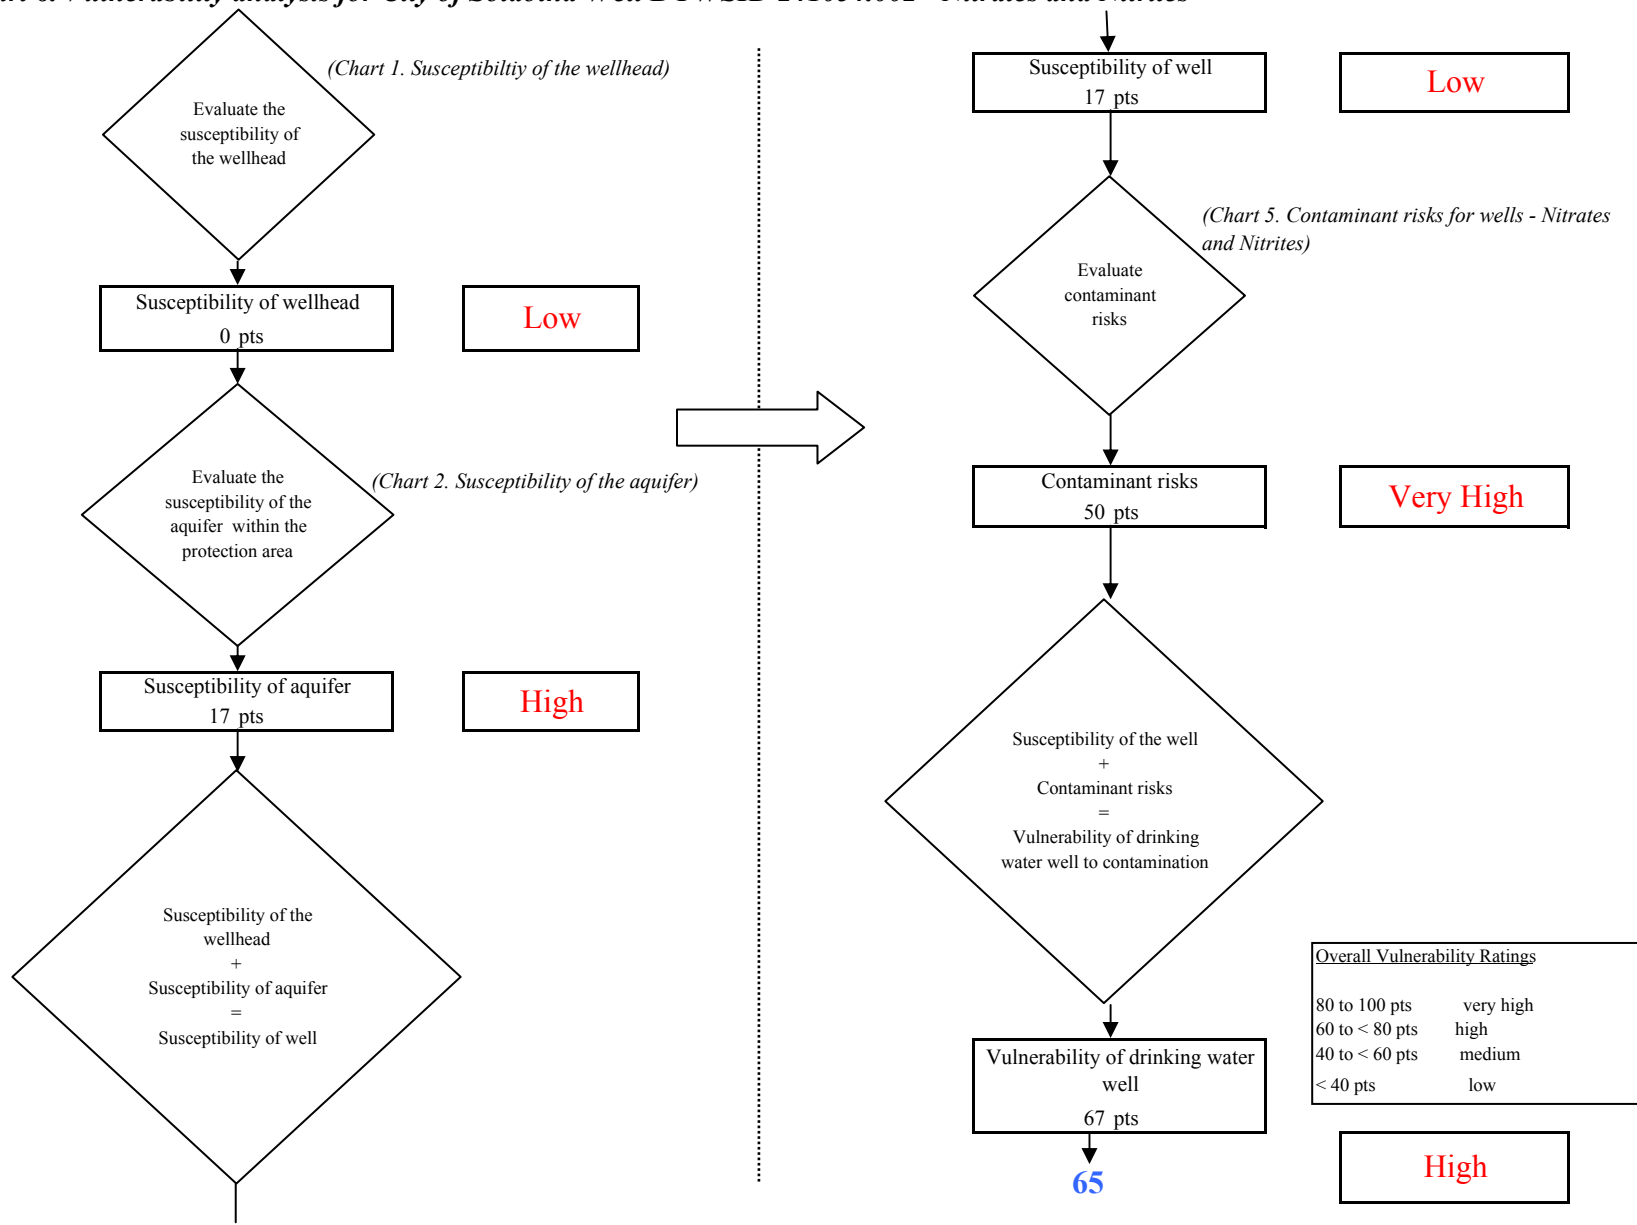 (Chart 1. Susceptibiltiy of the wellhead)
Evaluate the
susceptibility of
the wellhead
Susceptibility of wellhead
0 pts
Low
Evaluate the
susceptibility of the
aquifer within the
protection area
(Chart 2. Susceptibility of the aquifer)
Susceptibility of aquifer
17 pts
High
Susceptibility of the
wellhead
+
Susceptibility of aquifer
=
Susceptibility of well
Susceptibility of well
17 pts
Low
(Chart 5. Contaminant risks for wells - Nitrates
and Nitrites)
Evaluate
contaminant
risks
Contaminant risks
50 pts
Very High
Susceptibility of the well
+
Contaminant risks
=
Vulnerability of drinking
water well to contamination
Overall Vulnerability Ratings
80 to 100 pts very high
60 to < 80 pts high
40 to < 60 pts medium
< 40 pts low
Vulnerability of drinking water
well
67 pts
65
High